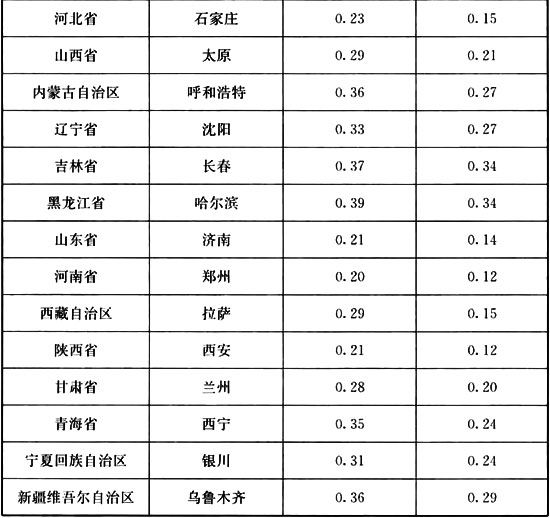 河北省 石家庄 0.23 0.15
山西省 太原 0.29 0.21
内蒙古自治区 呼和浩特 0.36 0.27
辽宁省 沈阳 0.33 0.27
吉林省 长春 0.37 0.34
黑龙江省 哈尔滨 0.39 0.34
山东省 济南 0.21 0.14
河南省 郑州 0.20 0.12
西藏自治区 拉萨 0.29 0.15
陕西省 西安 0.21 0.12
甘肃省 兰州 0.28 0.20
青海省 西宁 0.35 0.24
宁夏回族自治区 银川 0.31 0.24
新疆维吾尔自治区 乌鲁木齐 0.36 0.29